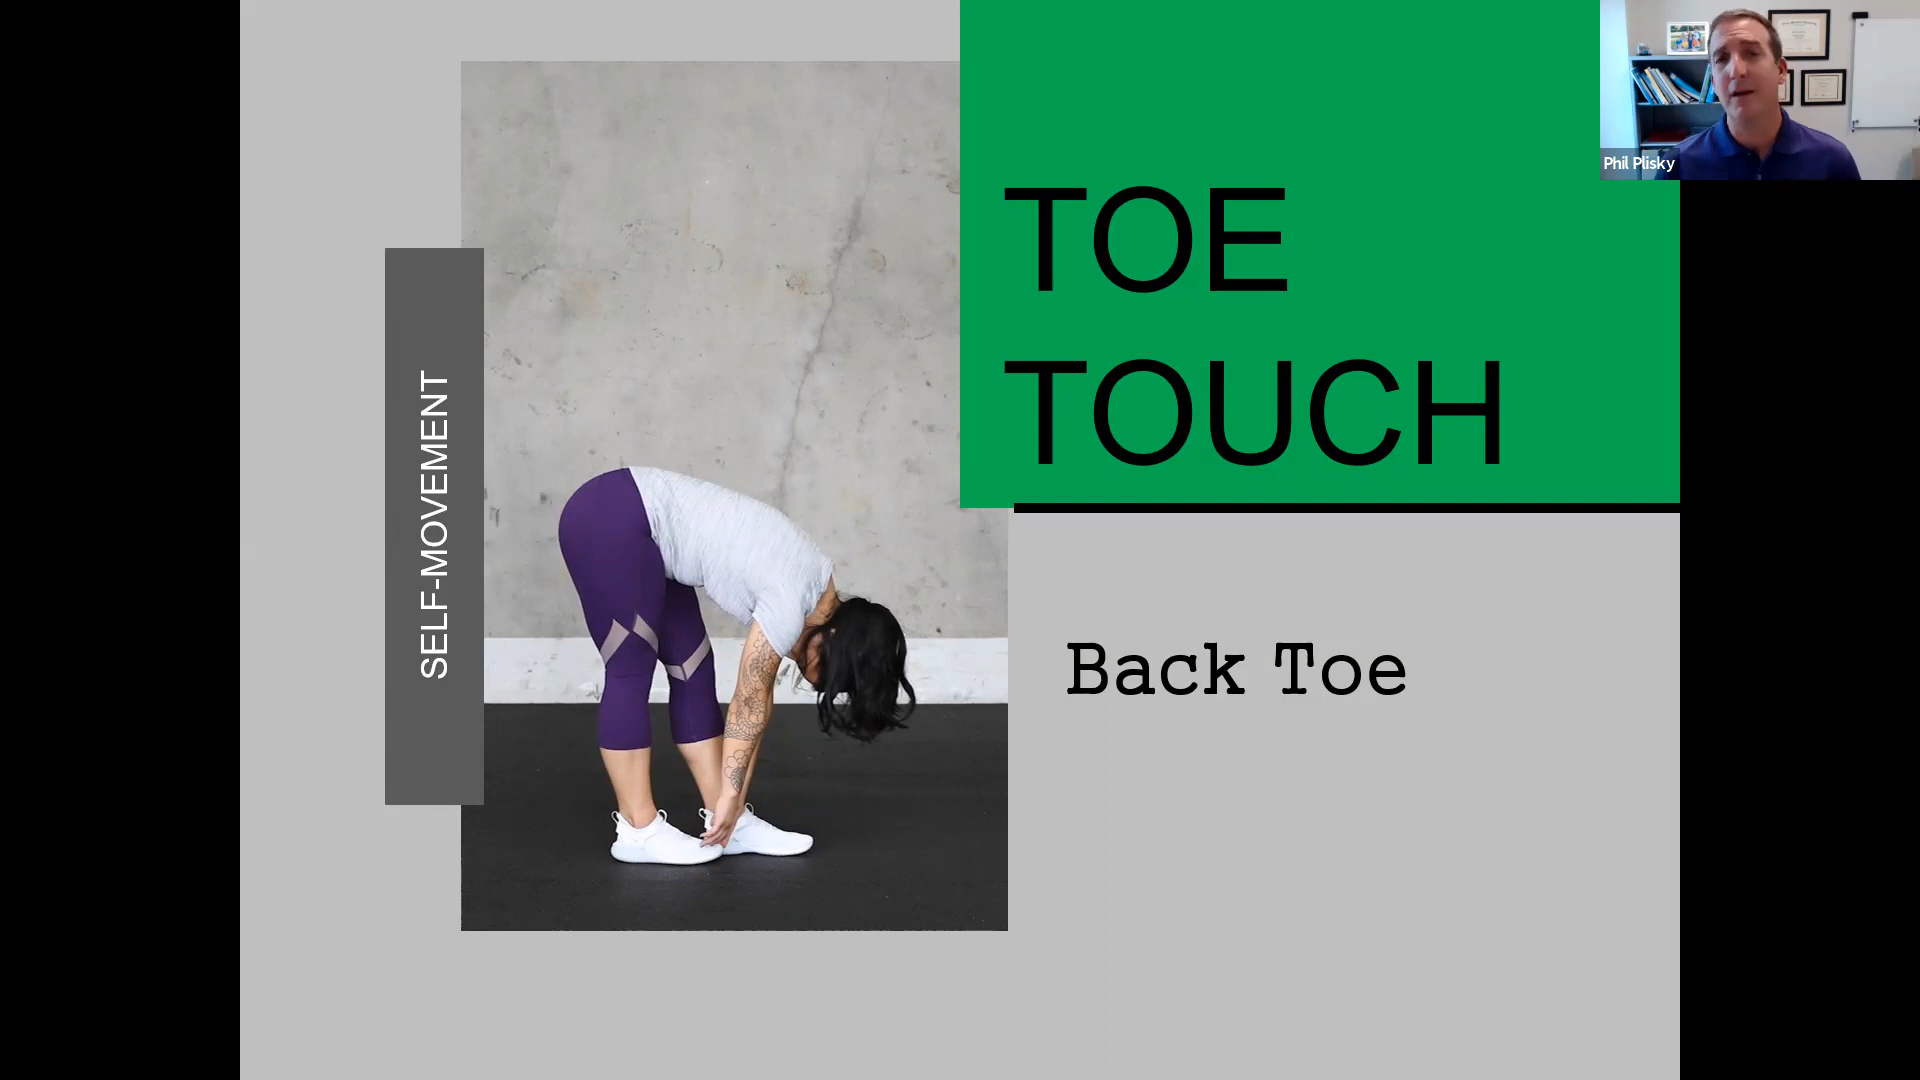 SELF-MOVEMENT
TOE
TOUCH
Back Toe
Phil Plisky